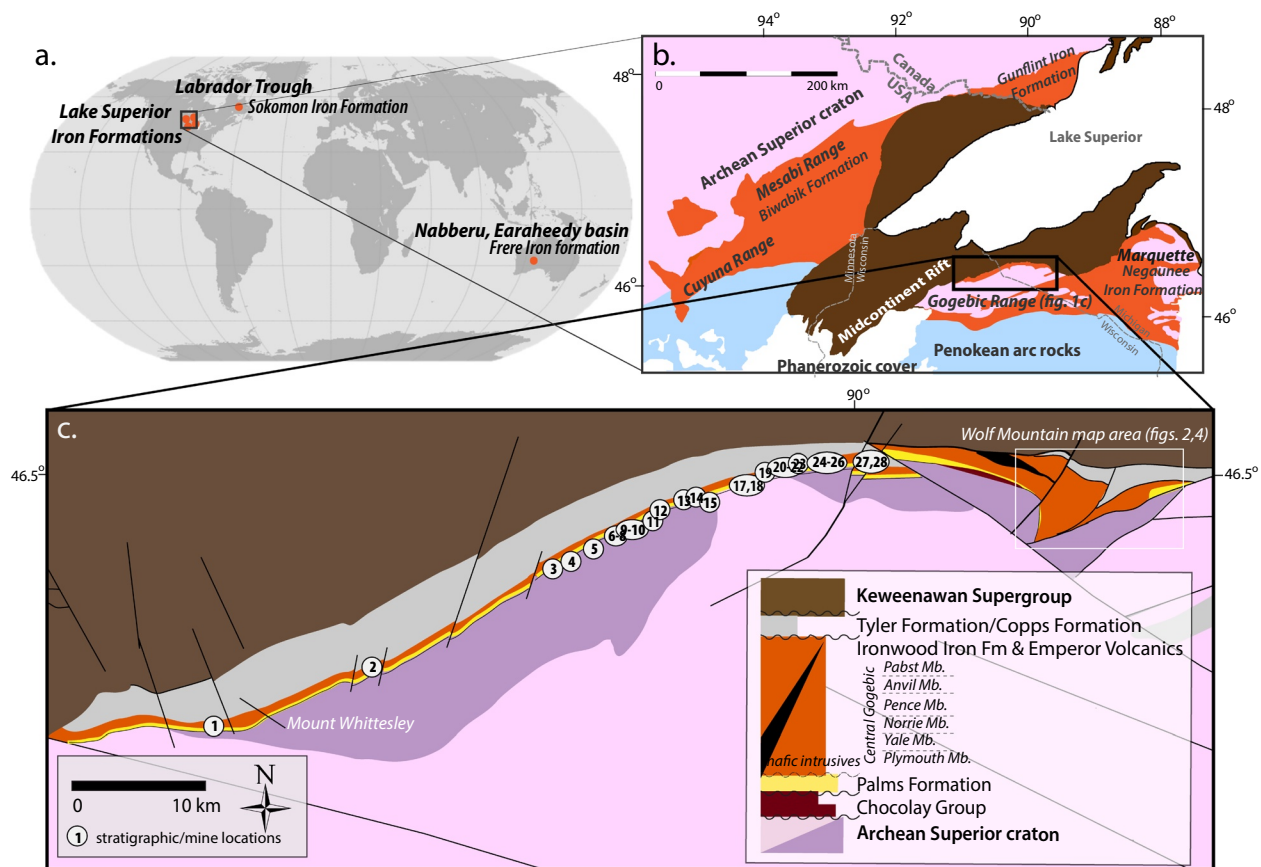 a.
Labrador Trough
Sokomon Iron Formation
Lake Superior
Iron Formations
Nabberu, Earaheedy basin
Frere Iron formation
94° 92° 90° 88°
b.
48°
48°
46°
46°
0 200 km
Canada
USA
Gunflint Iron
Formation
Archean Superior craton
Lake Superior
Mesabi Range
Biwabik Formation
Cuyuna Range
Minnesota
Wisconsin
Midcontinent Rift
Marquette
Negaunee
Iron Formation
Gogebic Range (fig. 1c)
Michigan
Wisconsin
Penokean arc rocks
Phanerozoic cover
90°
c.
46.5°
46.5°
Wolf Mountain map area (figs. 2,4)
1
2
3
4
5
6-8
9-10
11
12
13
14
15
17,18
19
20-22
23
24-26
27,28
Mount Whittesley
0 10 km
N
1 stratigraphic/mine locations
Keweenawan Supergroup
Tyler Formation/Copps Formation
Ironwood Iron Fm & Emperor Volcanics
Central Gogebic
Pabst Mb.
Anvil Mb.
Pence Mb.
Norrie Mb.
Yale Mb.
Plymouth Mb.
mafic intrusives
Palms Formation
Chocolay Group
Archean Superior craton